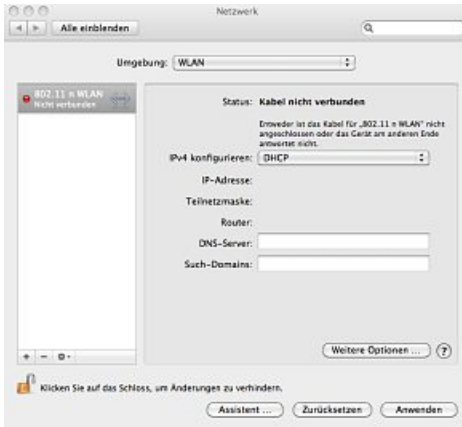 Netzwerk
Alle einblenden
Umgebung: WLAN
802.11 n WLAN
Nicht verbunden
Status: Kabel nicht verbunden
Entweder ist das Kabel für „802.11 n WLAN“ nicht
angeschlossen oder das Gerät am anderen Ende
antwortet nicht.
IPv4 konfigurieren: DHCP
IP-Adresse:
Teilnetzmaske:
Router:
DNS-Server:
Such-Domains:
Weitere Optionen ... ?
Klicken Sie auf das Schloss, um Änderungen zu verhindern.
Assistent ... Zurücksetzen Anwenden